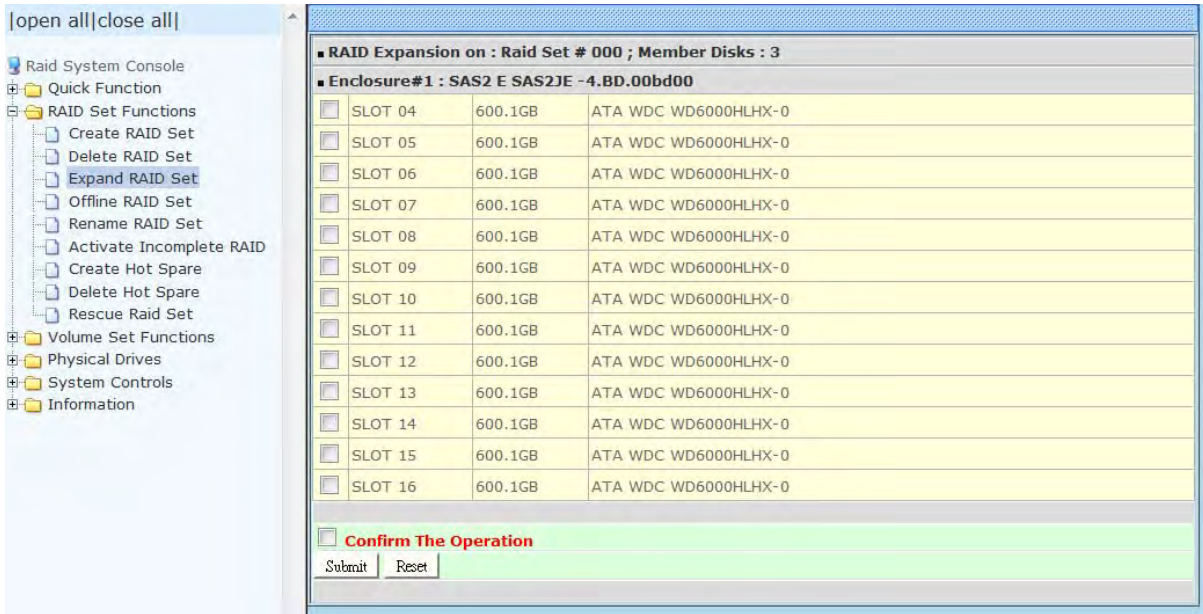 |open all|close all|
Raid System Console
Quick Function
RAID Set Functions
Create RAID Set
Delete RAID Set
Expand RAID Set
Offline RAID Set
Rename RAID Set
Activate Incomplete RAID
Create Hot Spare
Delete Hot Spare
Rescue Raid Set
Volume Set Functions
Physical Drives
System Controls
Information
RAID Expansion on : Raid Set # 000 ; Member Disks : 3
Enclosure#1 : SAS2 E SAS2JE -4.BD.00bd00
SLOT 04 600.1GB ATA WDC WD6000HLHX-0
SLOT 05 600.1GB ATA WDC WD6000HLHX-0
SLOT 06 600.1GB ATA WDC WD6000HLHX-0
SLOT 07 600.1GB ATA WDC WD6000HLHX-0
SLOT 08 600.1GB ATA WDC WD6000HLHX-0
SLOT 09 600.1GB ATA WDC WD6000HLHX-0
SLOT 10 600.1GB ATA WDC WD6000HLHX-0
SLOT 11 600.1GB ATA WDC WD6000HLHX-0
SLOT 12 600.1GB ATA WDC WD6000HLHX-0
SLOT 13 600.1GB ATA WDC WD6000HLHX-0
SLOT 14 600.1GB ATA WDC WD6000HLHX-0
SLOT 15 600.1GB ATA WDC WD6000HLHX-0
SLOT 16 600.1GB ATA WDC WD6000HLHX-0
Confirm The Operation
Submit Reset